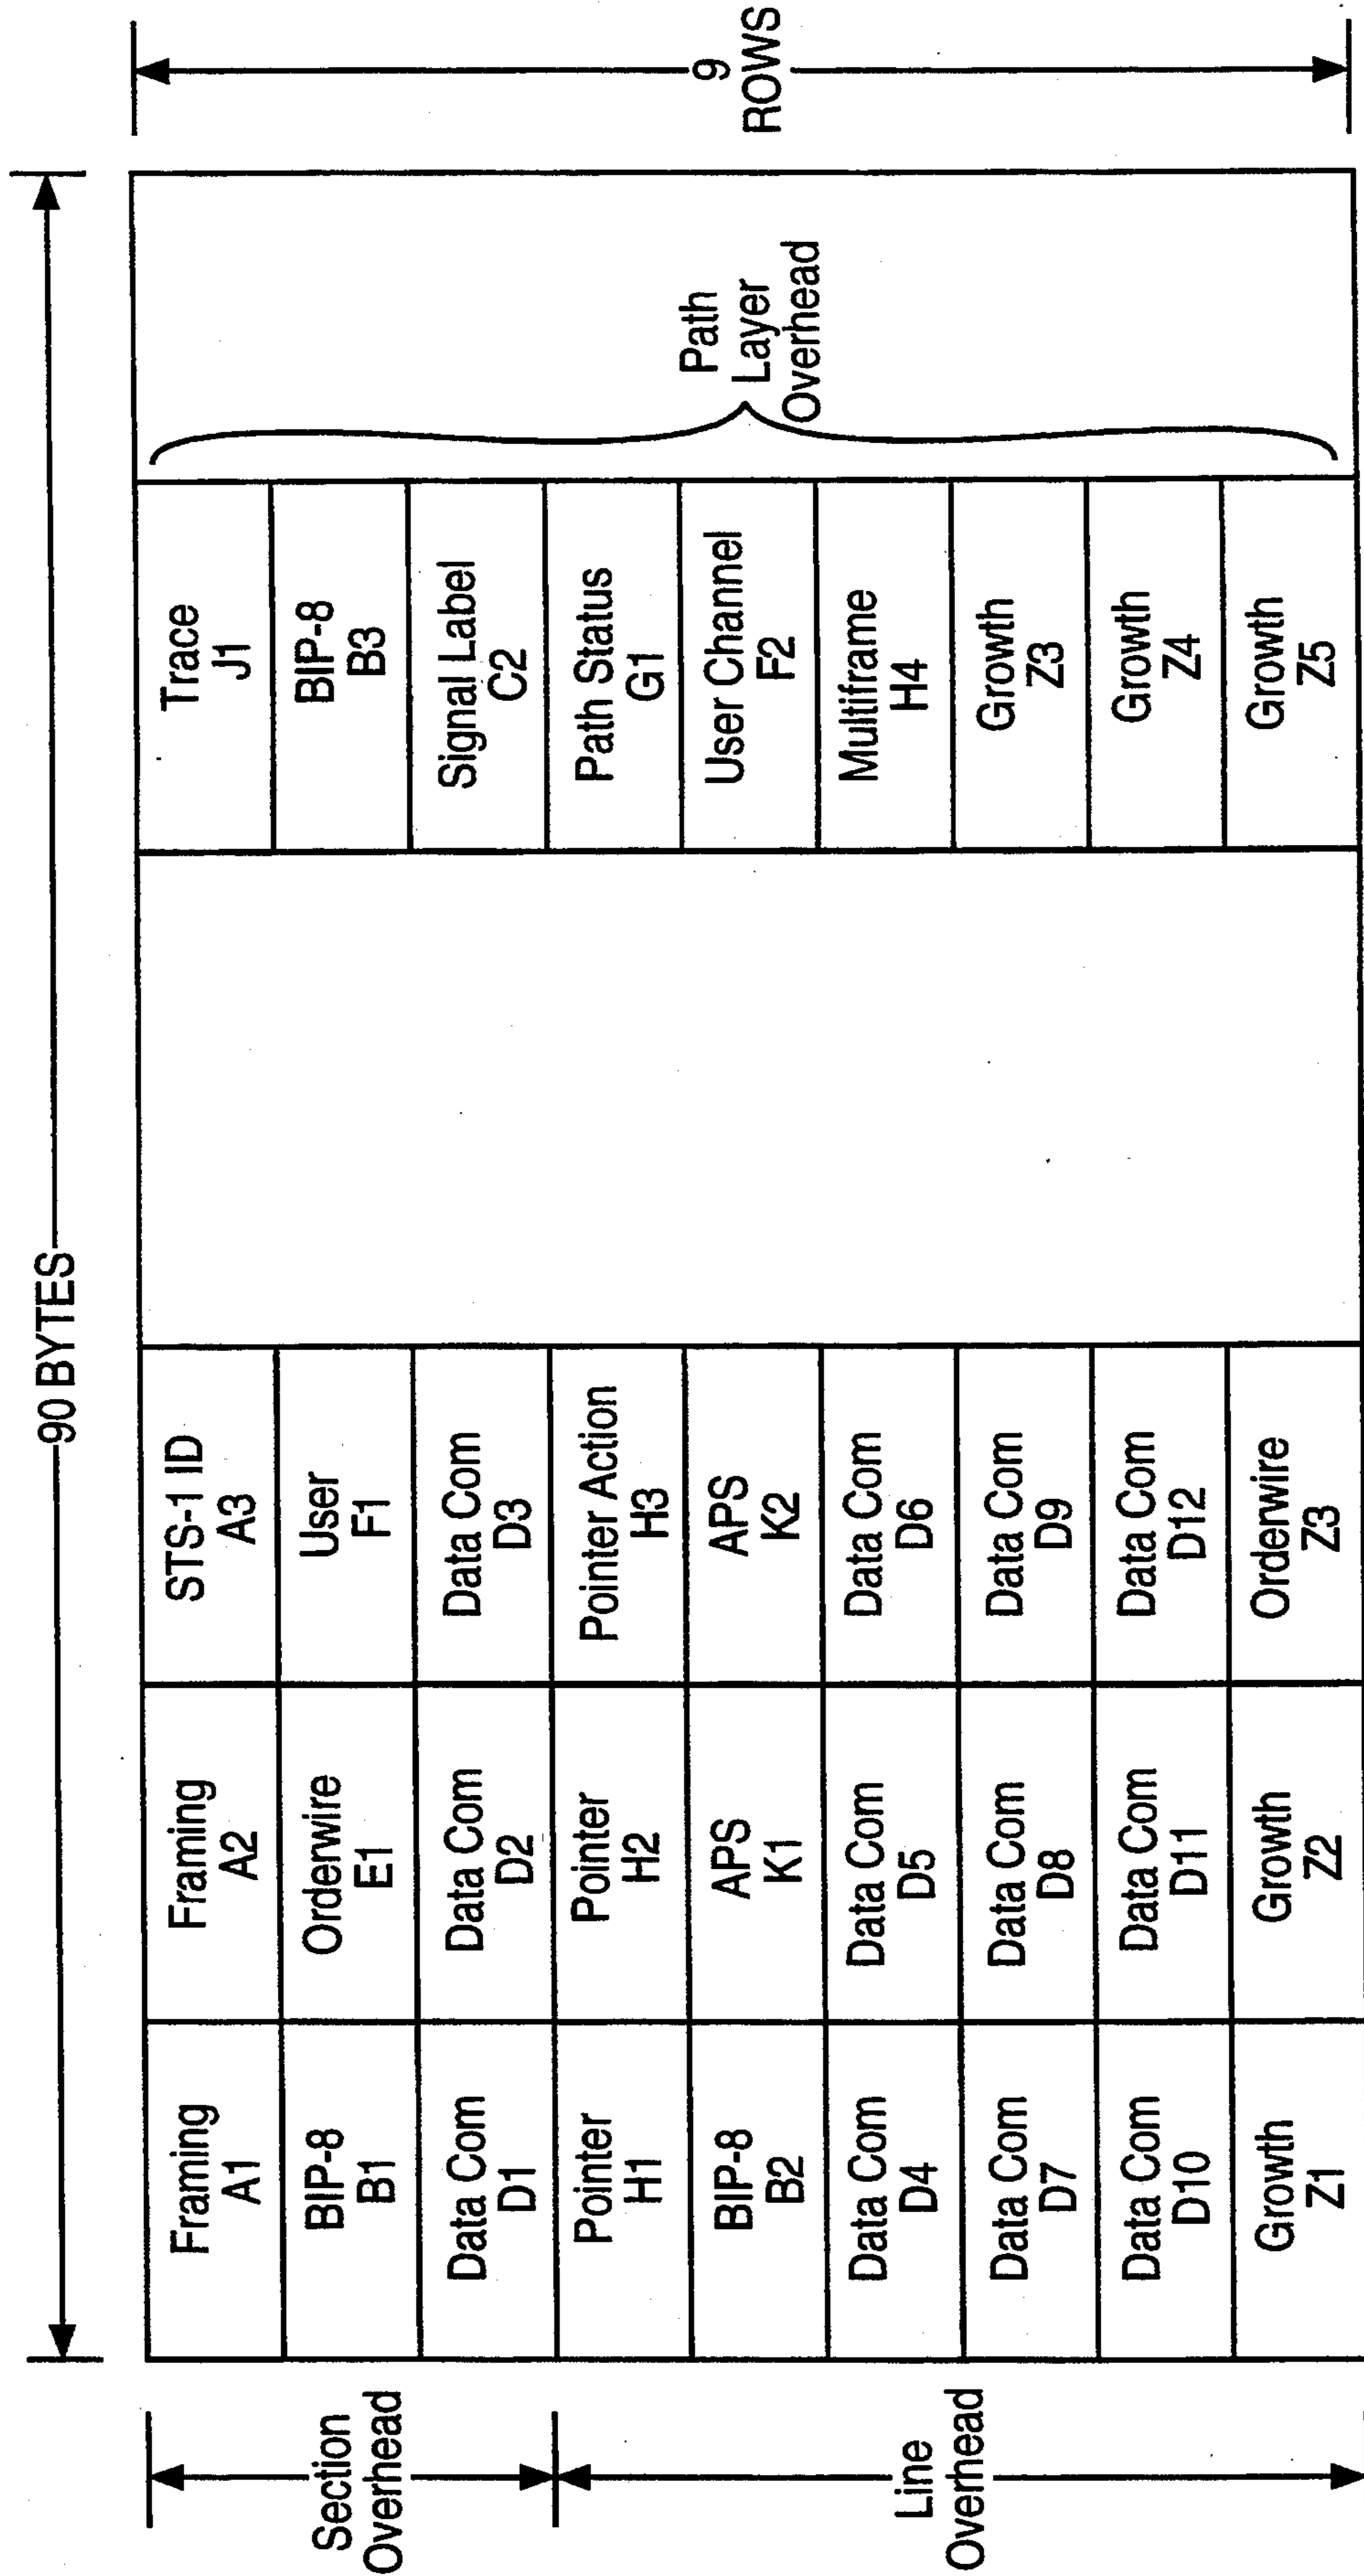 90 BYTES
Section
Overhead
Line
Overhead
Framing
A1
Framing
A2
STS-1 ID
A3
BIP-8
B1
Orderwire
E1
User
F1
Data Com
D1
Data Com
D2
Data Com
D3
Pointer
H1
Pointer
H2
Pointer Action
H3
BIP-8
B2
APS
K1
APS
K2
Data Com
D4
Data Com
D5
Data Com
D6
Data Com
D7
Data Com
D8
Data Com
D9
Data Com
D10
Data Com
D11
Data Com
D12
Growth
Z1
Growth
Z2
Orderwire
Z3
Trace
J1
BIP-8
B3
Signal Label
C2
Path Status
G1
User Channel
F2
Multiframe
H4
Growth
Z3
Growth
Z4
Growth
Z5
Path
Layer
Overhead
9
ROWS